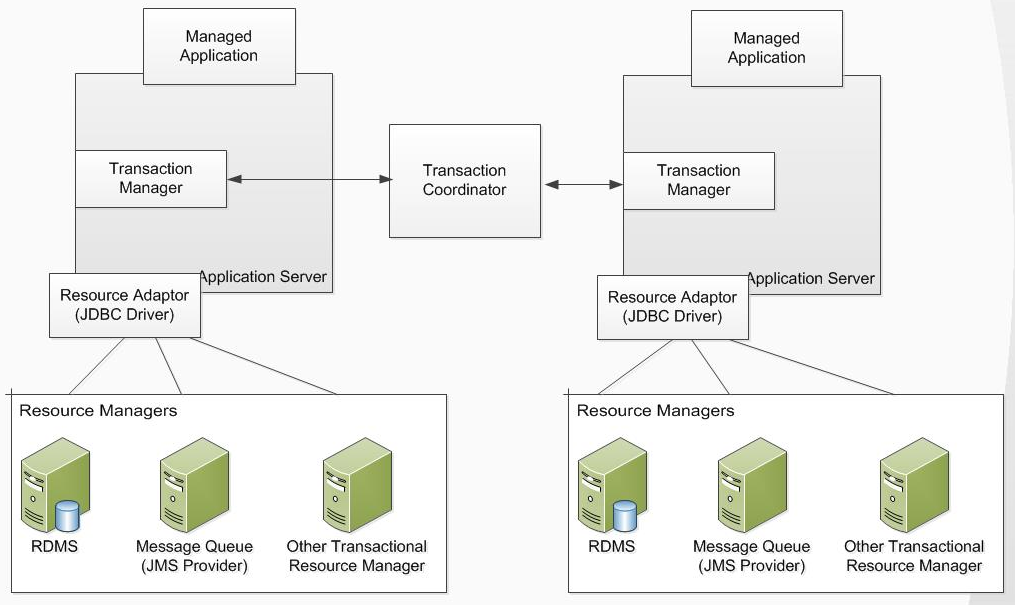 Managed
Application
Managed
Application
Transaction
Manager
Transaction
Coordinator
Transaction
Manager
Application Server
Application Server
Resource Adaptor
(JDBC Driver)
Resource Adaptor
(JDBC Driver)
Resource Managers
RDMS
Message Queue
(JMS Provider)
Other Transactional
Resource Manager
Resource Managers
RDMS
Message Queue
(JMS Provider)
Other Transactional
Resource Manager